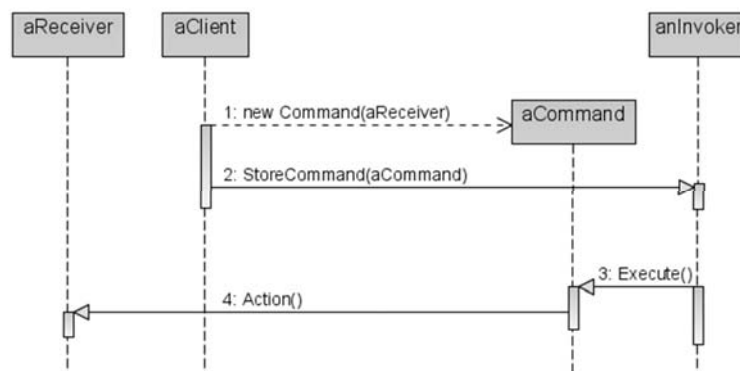 aReceiver
aClient
anInvoker
1: new Command(aReceiver)
aCommand
2: StoreCommand(aCommand)
3: Execute()
4: Action()